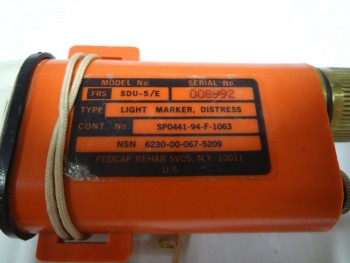 MODEL No. SERIAL-No
FRS SDU-5/E 008992
TYPE LIGHT MARKER, DISTRESS
CONT. No. SP0441-94-F-1063
NSN 6230-00-067-5209
FEDCAP REHAB SVCS, N.Y. 10011
U.S.